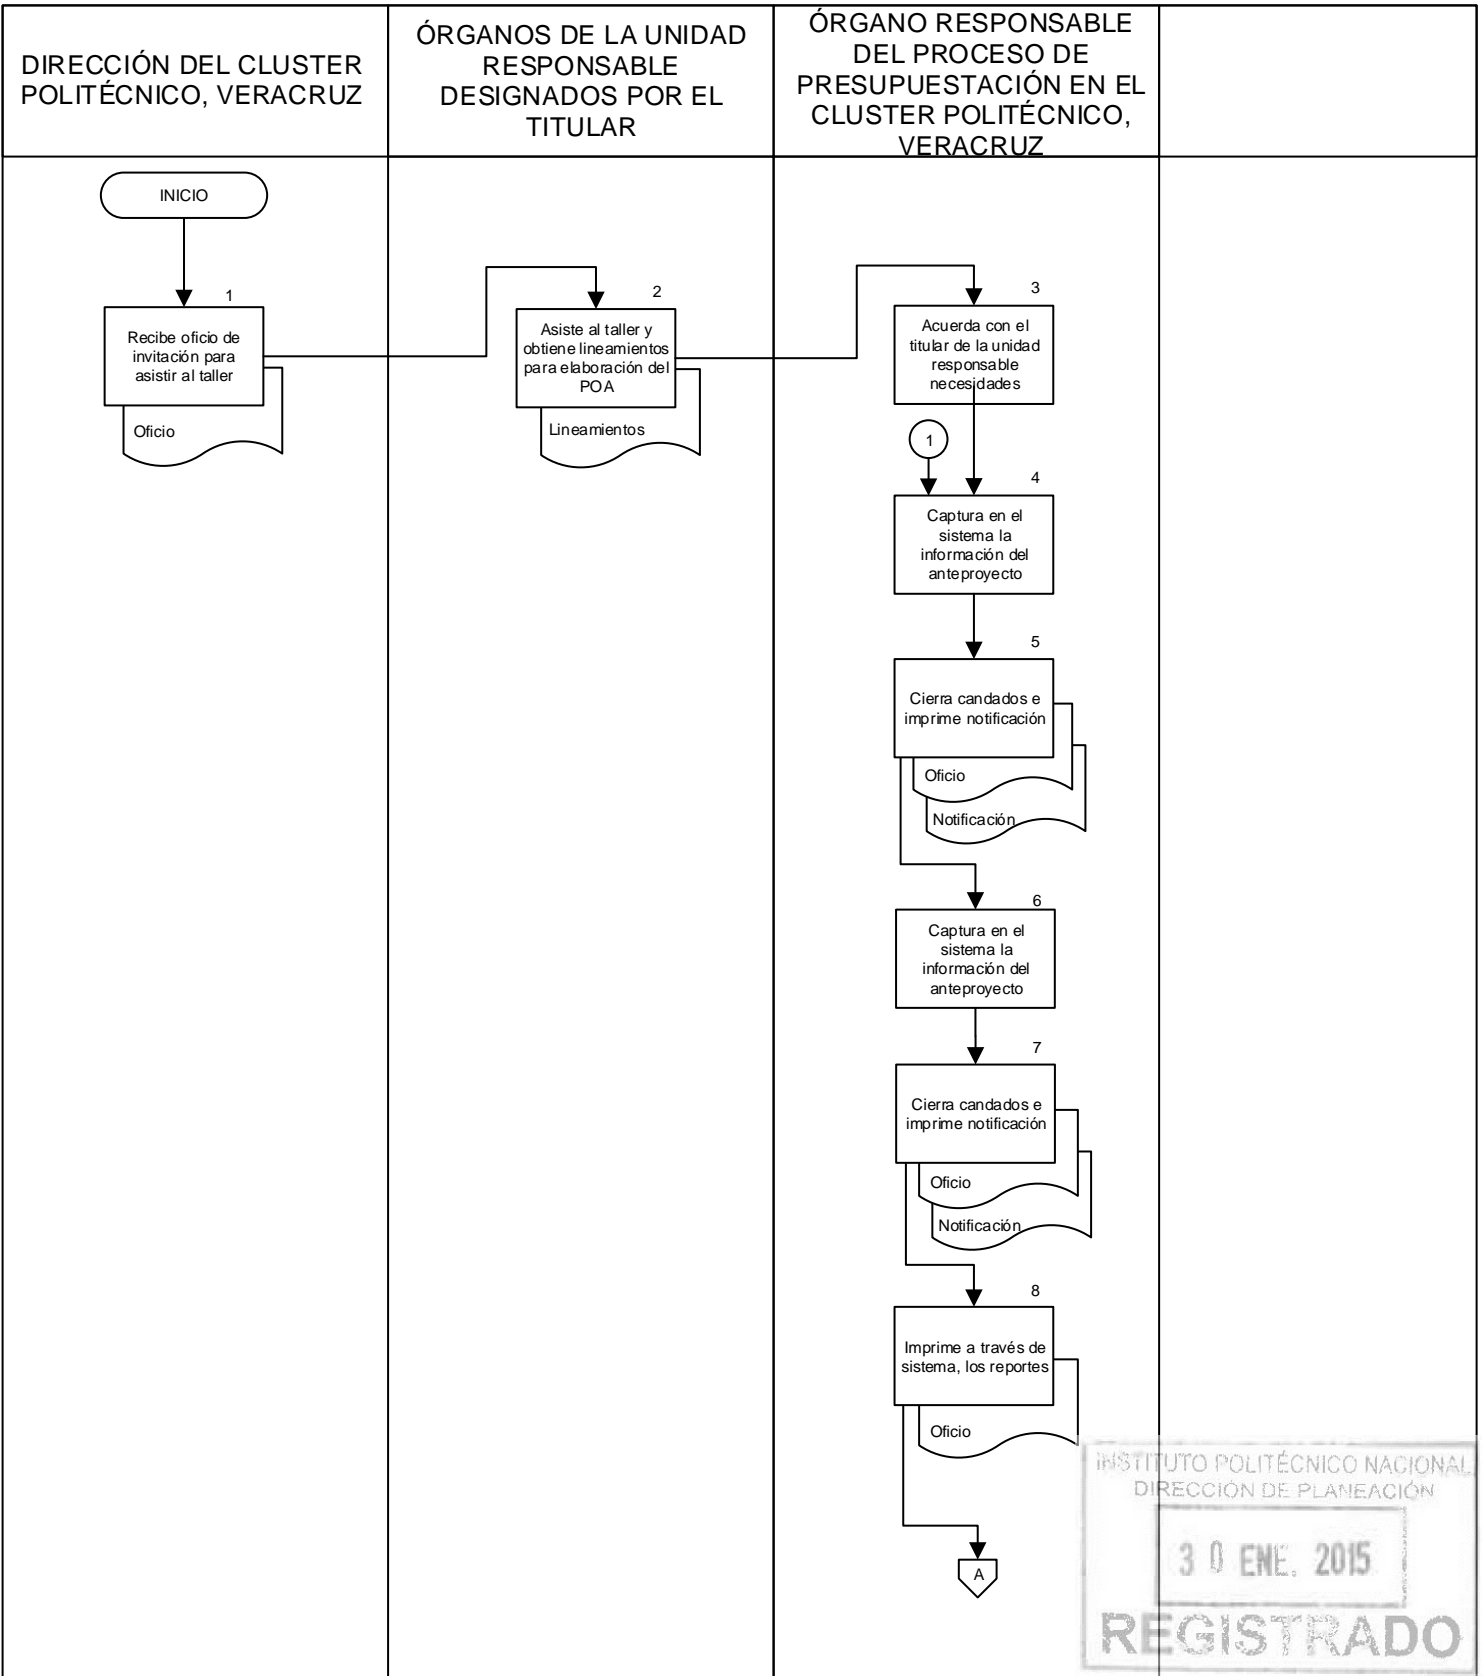 DIRECCIÓN DEL CLUSTER
POLITÉCNICO, VERACRUZ
ÓRGANOS DE LA UNIDAD
RESPONSABLE
DESIGNADOS POR EL
TITULAR
ÓRGANO RESPONSABLE
DEL PROCESO DE
PRESUPUESTACIÓN EN EL
CLUSTER POLITÉCNICO,
VERACRUZ
INICIO
1
Recibe oficio de
invitación para
asistir al taller
Oficio
2
Asiste al taller y
obtiene lineamientos
para elaboración del
POA
Lineamientos
3
Acuerda con el
titular de la unidad
responsable
necesidades
1
4
Captura en el
sistema la
información del
anteproyecto
5
Cierra candados e
imprime notificación
Oficio
Notificación
6
Captura en el
sistema la
información del
anteproyecto
7
Cierra candados e
imprime notificación
Oficio
Notificación
8
Imprime a través de
sistema, los reportes
Oficio
A
INSTITUTO POLITÉCNICO NACIONAL
DIRECCIÓN DE PLANEACIÓN
30 ENE. 2015
REGISTRADO